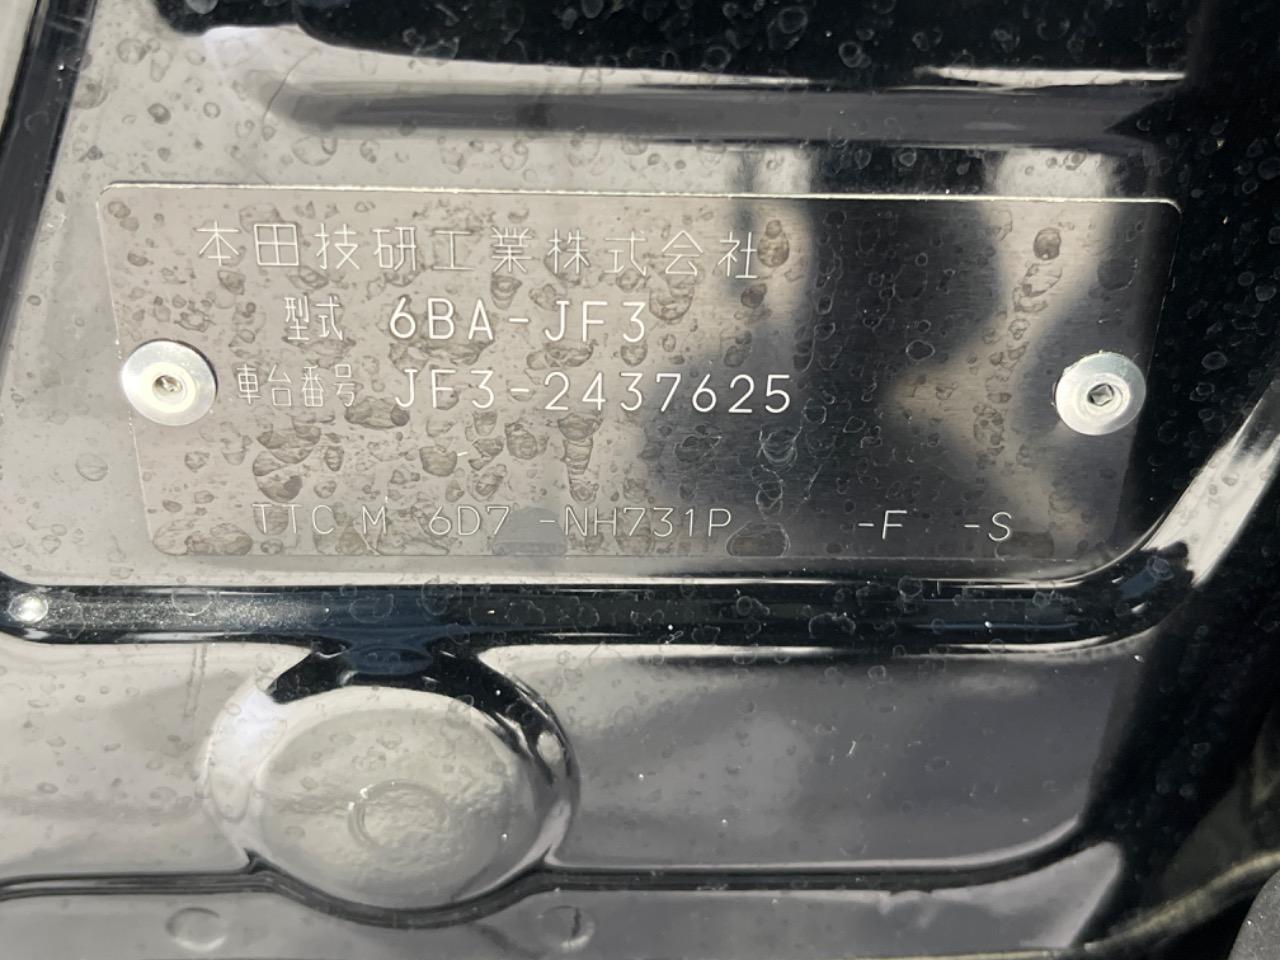 本田技研工業株式会社
型式 6BA-JF3
車台番号 JF3-2437625
TTC M 6D7 -NH731P -F -S